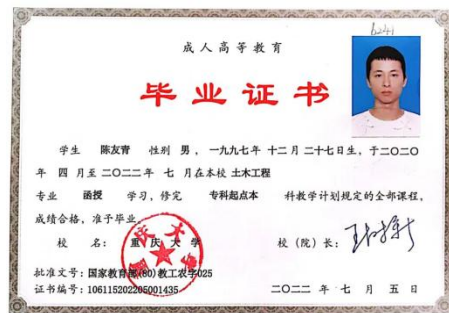 6241
成人高等教育
毕业证书
学生 陈友青 性别 男，一九九七年 十二月 二十七日生，于二〇二〇
年 四 月至 二〇二二年 七 月在本校 土木工程
专业 函授 学习，修完 专科起点本 科教学计划规定的全部课程，
成绩合格，准予毕业。
校 名： 重庆大学 校（院）长：
批准文号：国家教育部(80)教工农字025
证书编号：106115202205001435 二〇二二年 七 月 五 日